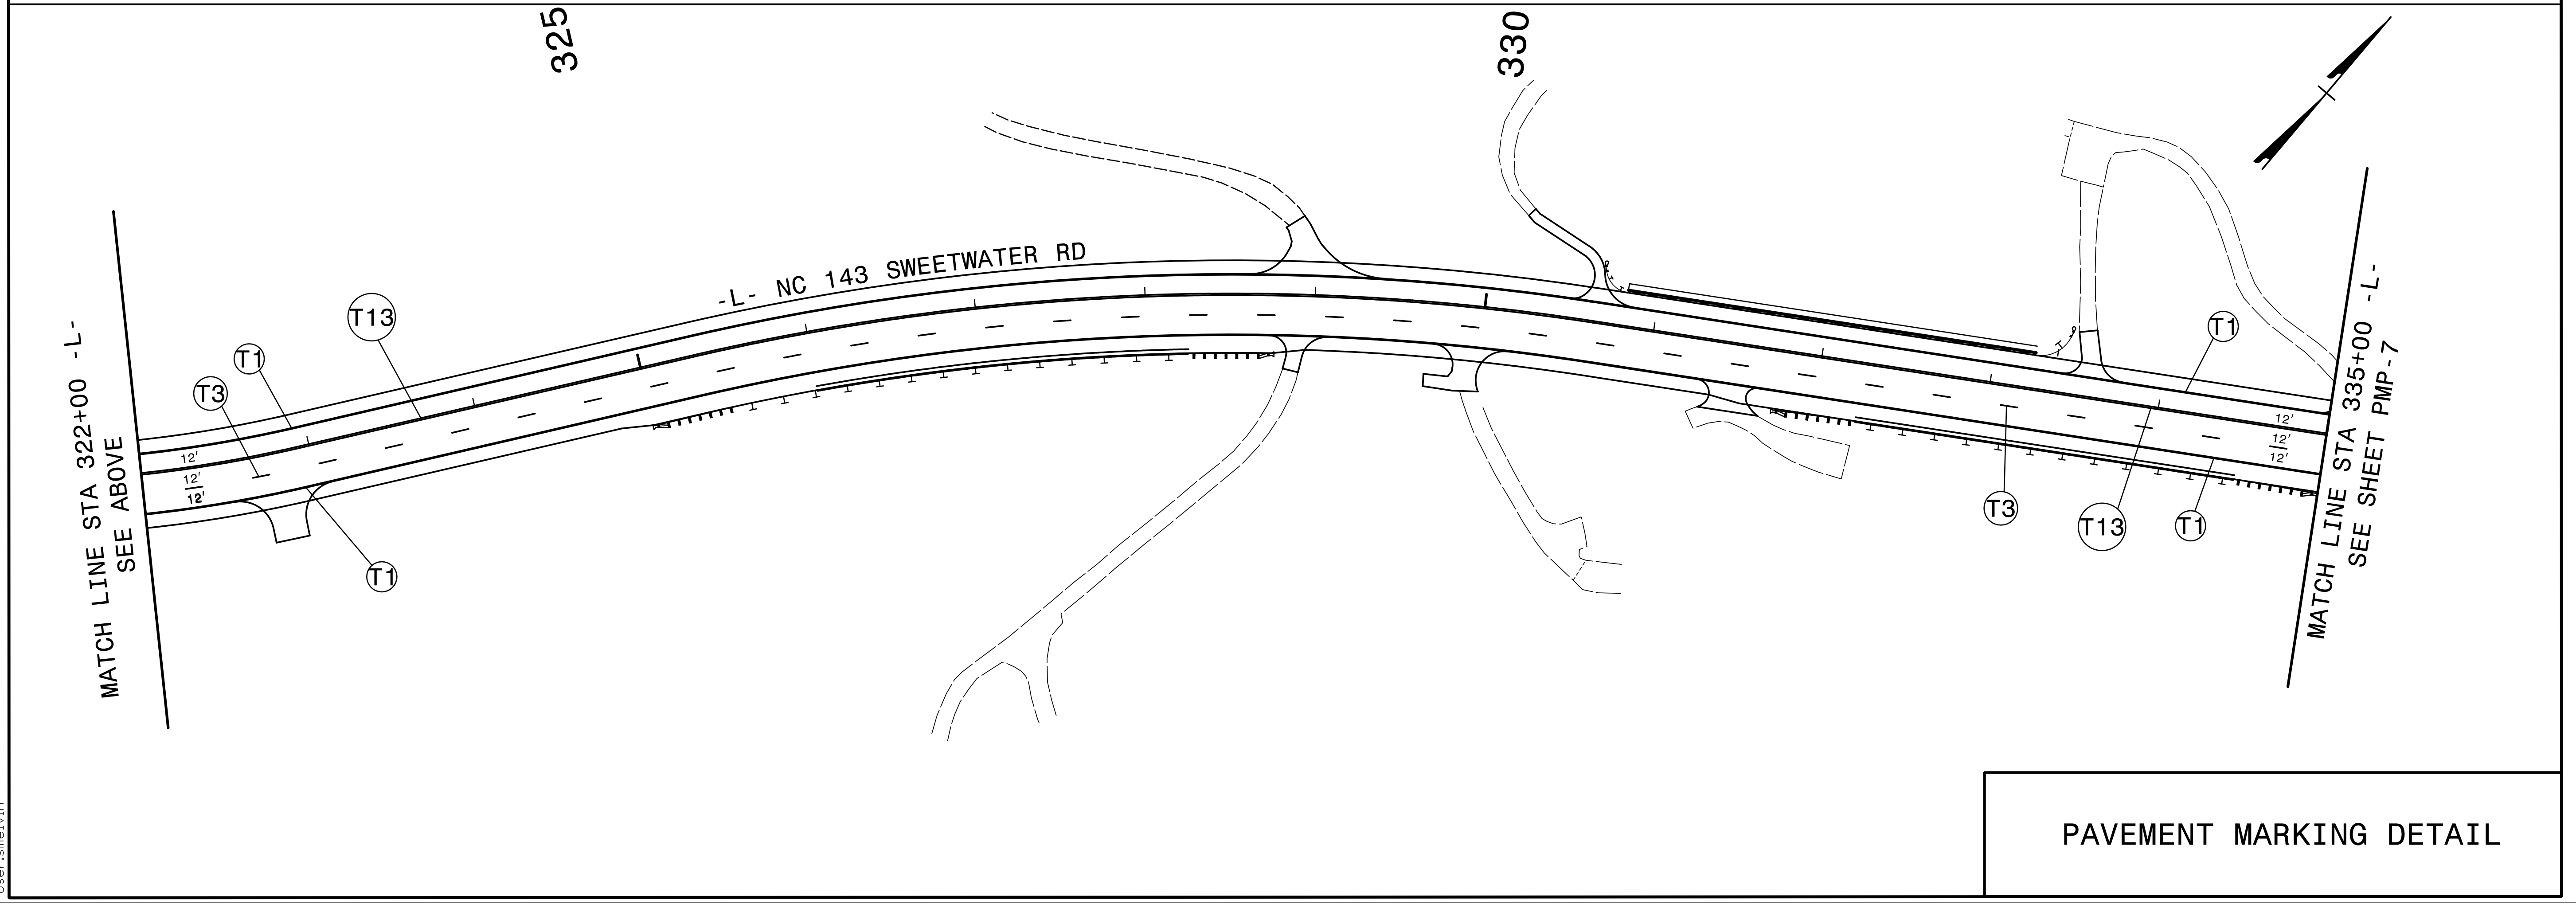 325
330
-L- NC 143 SWEETWATER RD
T13
T1
T3
T1
12'
12'
12'
MATCH LINE STA 322+00 -L-
SEE ABOVE
T1
12'
12'
12'
T3
T13
T1
MATCH LINE STA 335+00 -L-
SEE SHEET PMP-7
PAVEMENT MARKING DETAIL